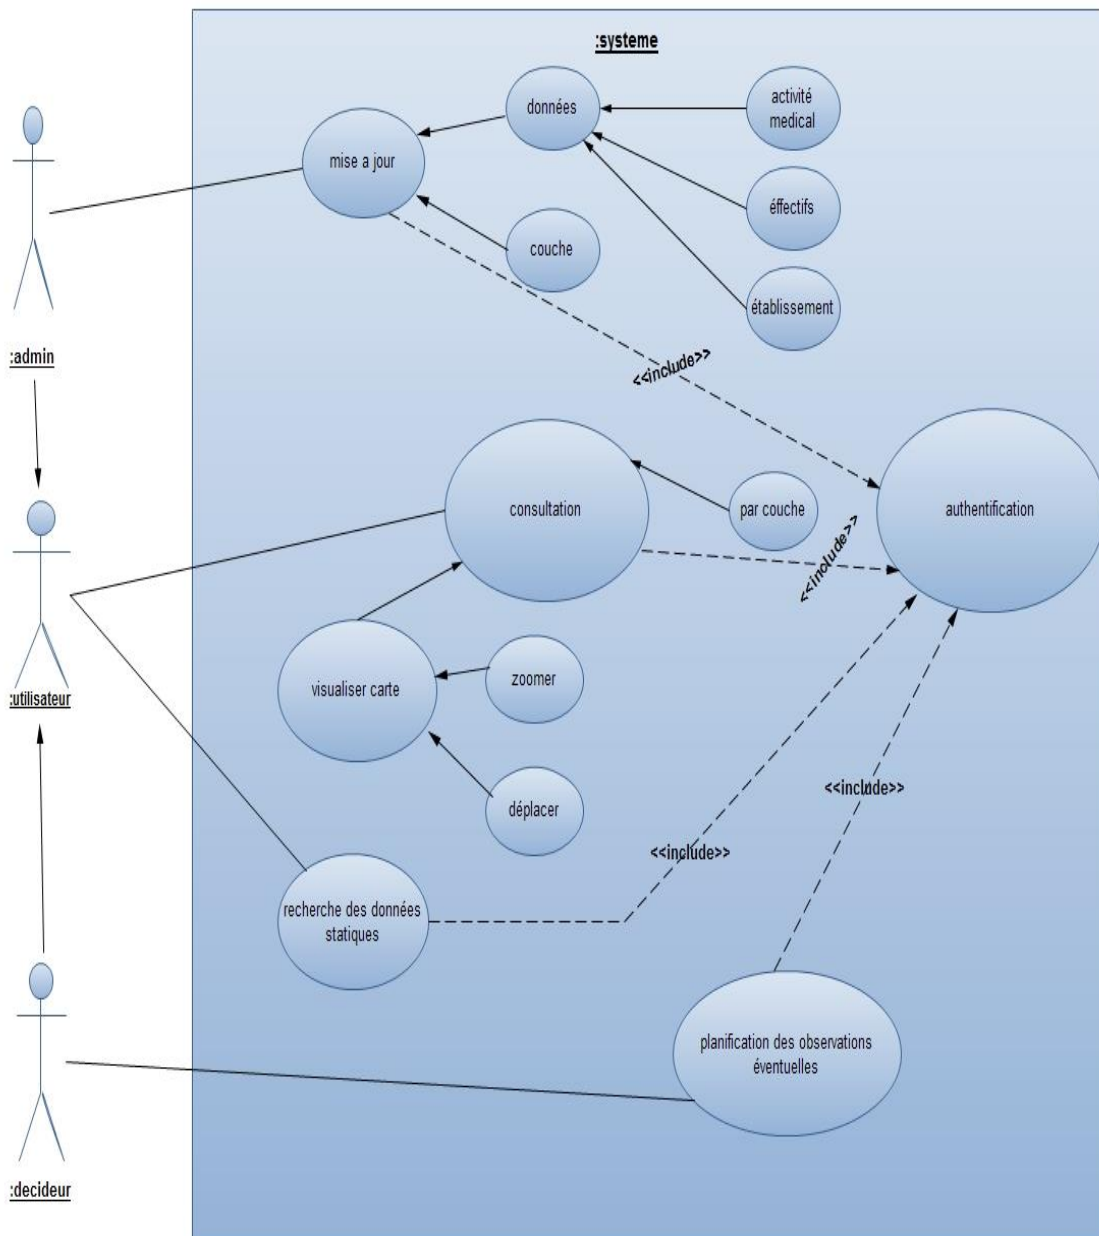 :systeme
données
activité
medical
mise a jour
éffectifs
couche
établissement
:admin
<<include>>
consultation
par couche
authentification
<<include>>
visualiser carte
zoomer
:utilisateur
déplacer
<<include>>
<<include>>
recherche des données
statiques
planification des observations
éventuelles
:decideur